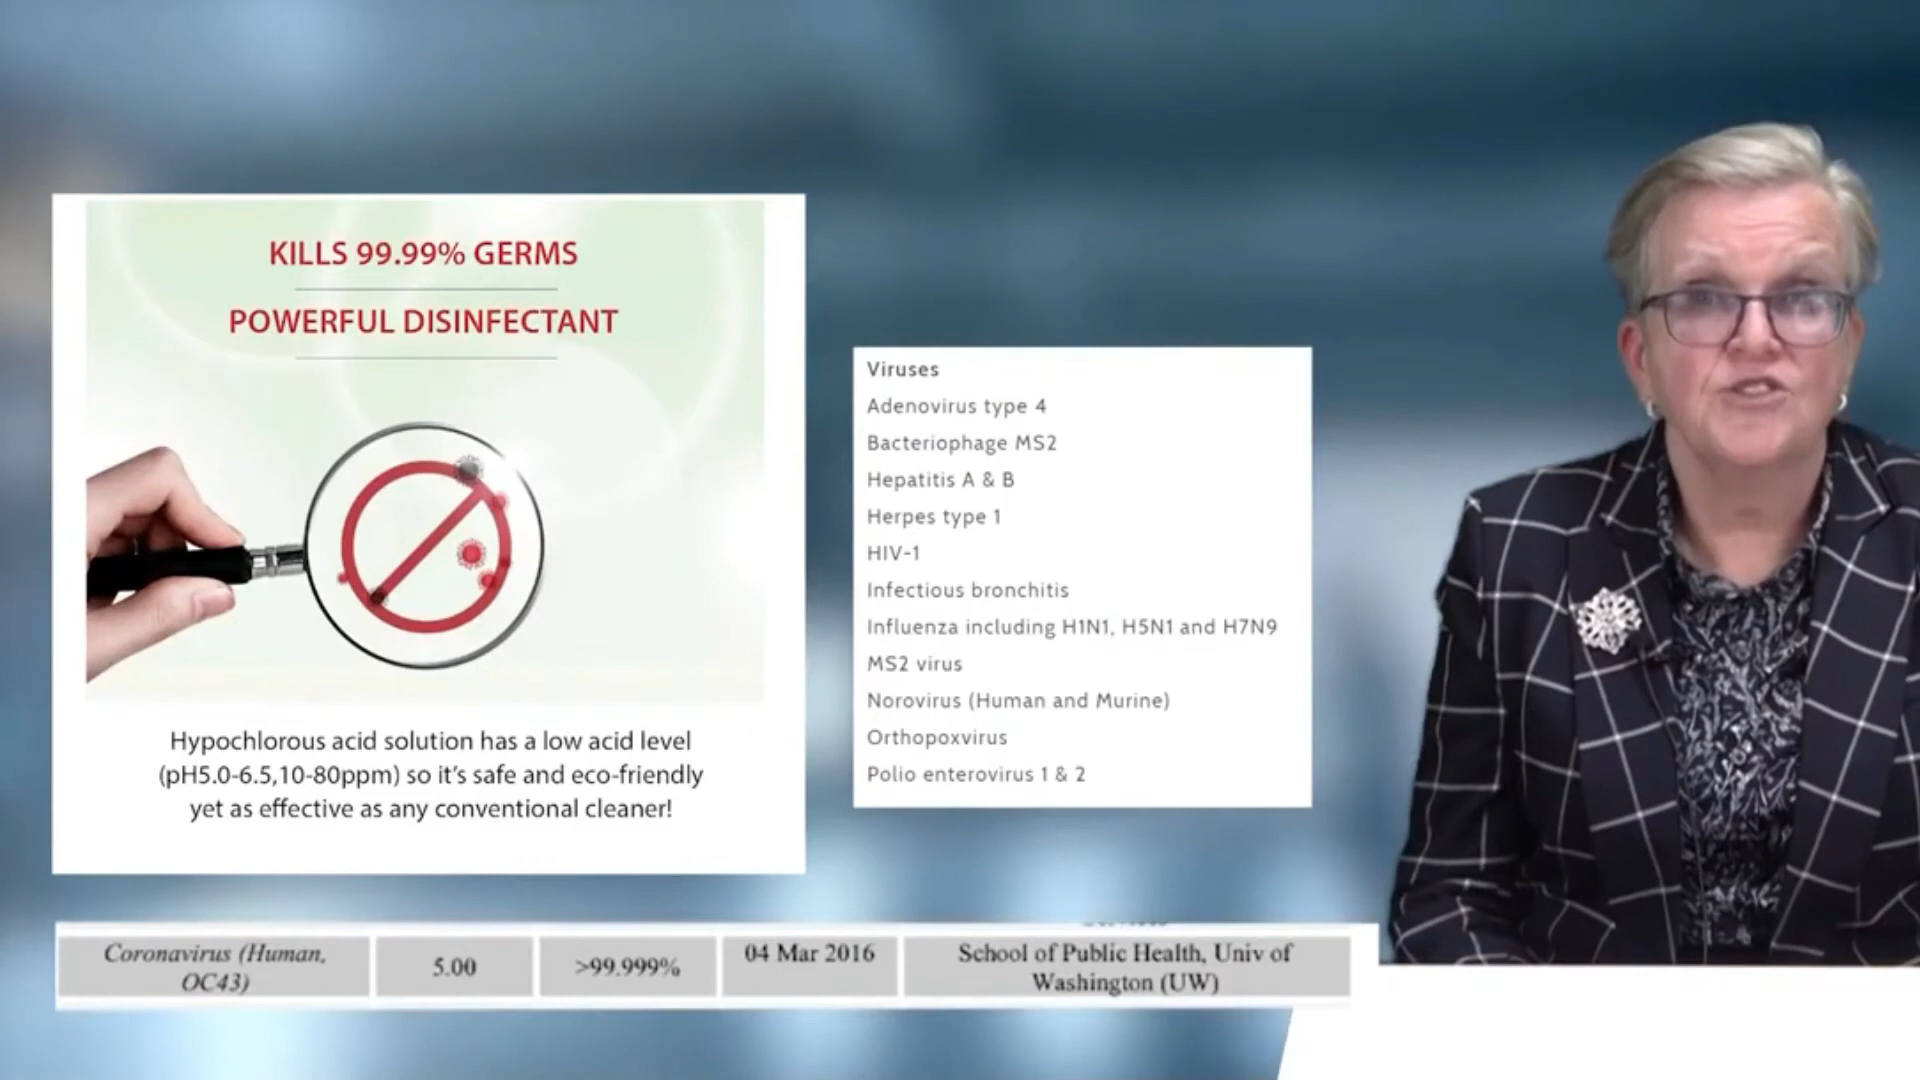 KILLS 99.99% GERMS
POWERFUL DISINFECTANT
Hypochlorous acid solution has a low acid level
(pH5.0-6.5,10-80ppm) so it's safe and eco-friendly
yet as effective as any conventional cleaner!
Viruses
Adenovirus type 4
Bacteriophage MS2
Hepatitis A & B
Herpes type 1
HIV-1
Infectious bronchitis
Influenza including H1N1, H5N1 and H7N9
MS2 virus
Norovirus (Human and Murine)
Orthopoxvirus
Polio enterovirus 1 & 2
Coronavirus (Human,
OC43)
5.00
>99.999%
04 Mar 2016
School of Public Health, Univ of
Washington (UW)